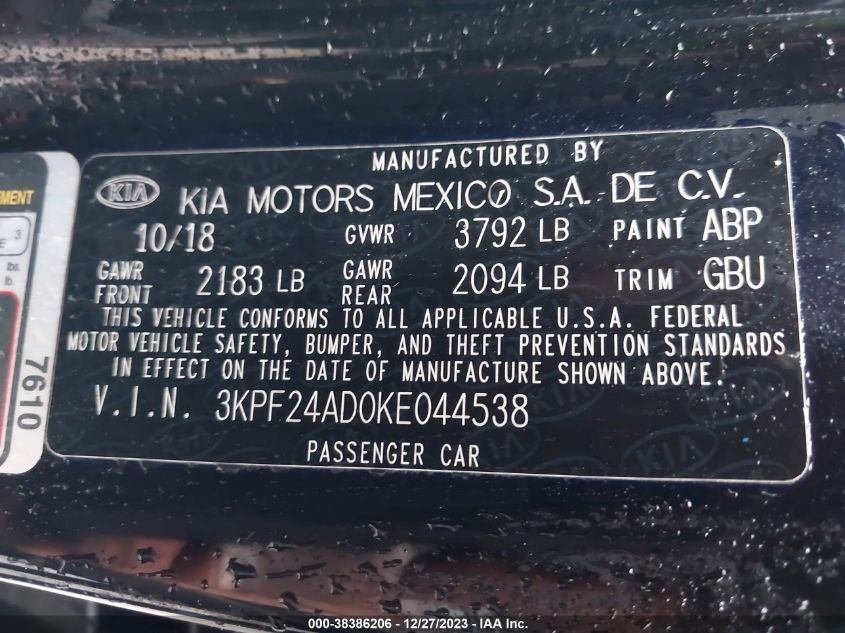 MANUFACTURED BY
KIA KIA MOTORS MEXICO S.A. DE C.V.
10/18 GVWR 3792 LB PAINT ABP
GAWR FRONT 2183 LB GAWR REAR 2094 LB TRIM GBU
THIS VEHICLE CONFORMS TO ALL APPLICABLE U.S.A. FEDERAL
MOTOR VEHICLE SAFETY, BUMPER, AND THEFT PREVENTION STANDARDS
IN EFFECT ON THE DATE OF MANUFACTURE SHOWN ABOVE.
V.I.N. 3KPF24AD0KE044538
PASSENGER CAR
3
E
lbs.
b.
7610
000-38386206 - 12/27/2023 - IAA Inc.